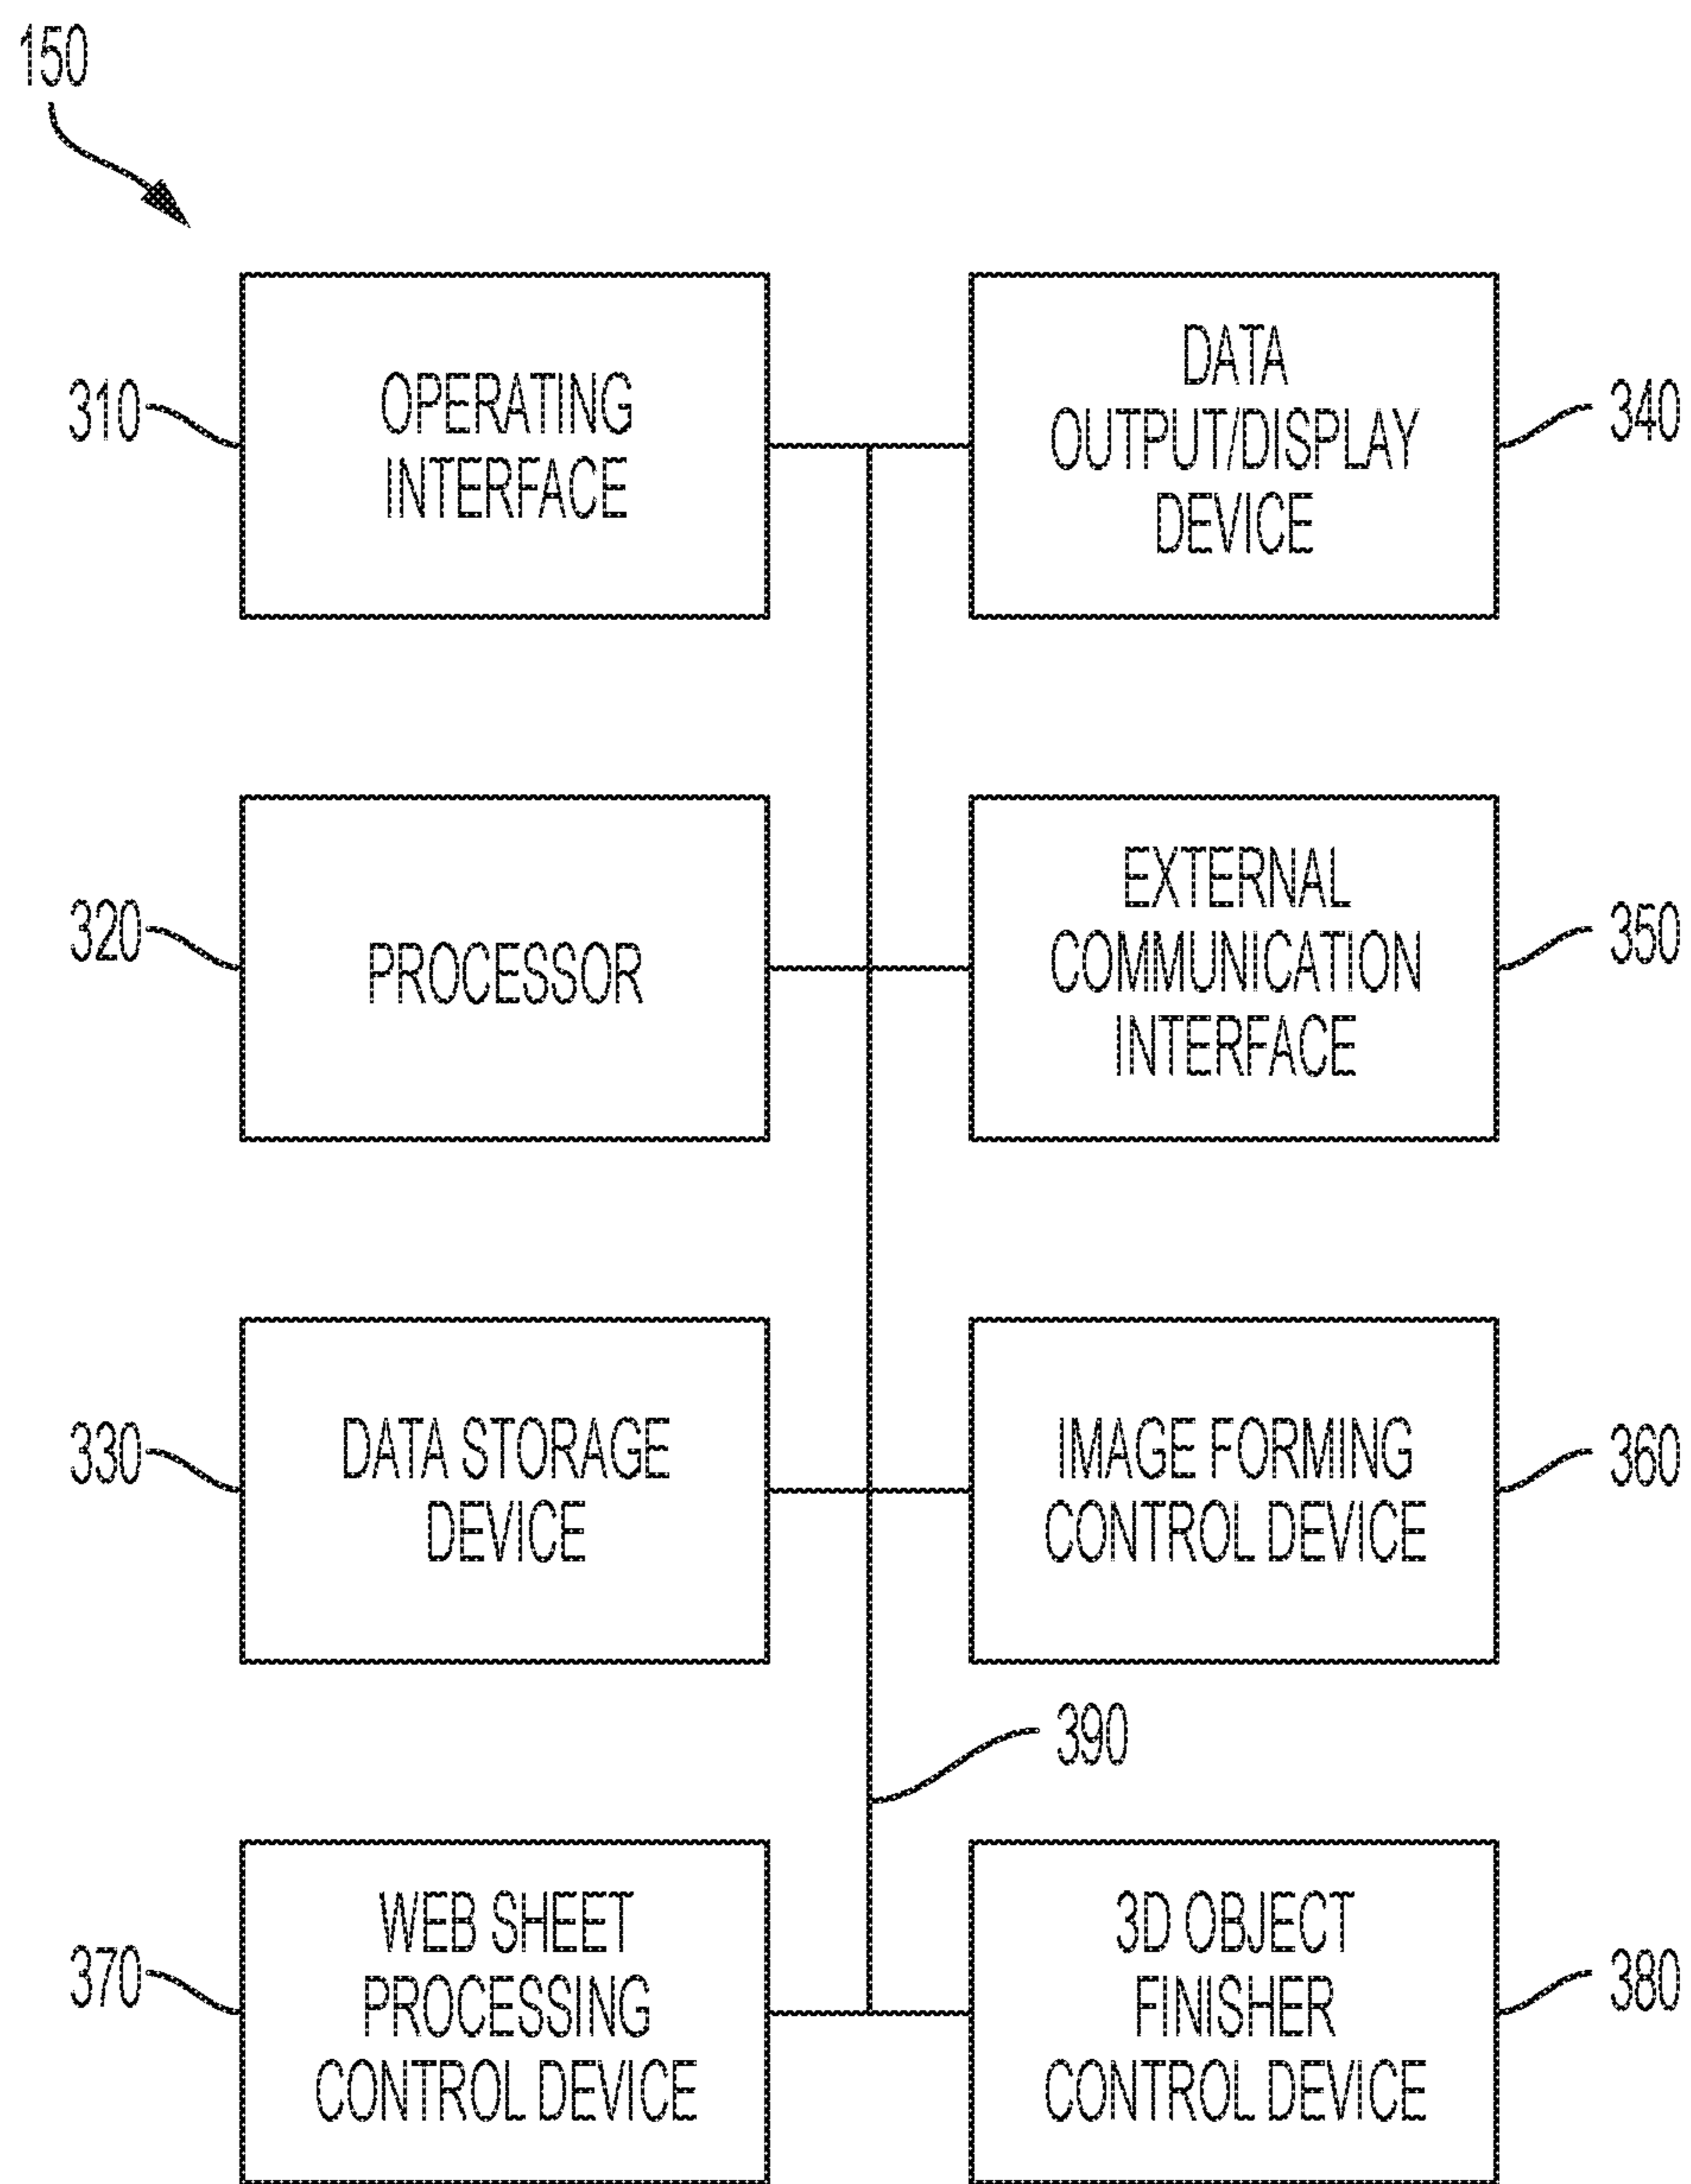 150
310
OPERATING
INTERFACE
DATA
OUTPUT/DISPLAY
DEVICE
340
320
PROCESSOR
EXTERNAL
COMMUNICATION
INTERFACE
350
330
DATA STORAGE
DEVICE
IMAGE FORMING
CONTROL DEVICE
360
390
370
WEB SHEET
PROCESSING
CONTROL DEVICE
3D OBJECT
FINISHER
CONTROL DEVICE
380